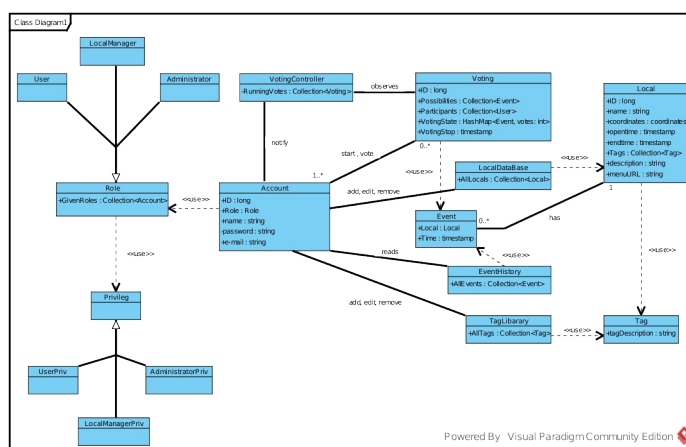 Class Diagram1
LocalManager
User
Administrator
VotingController
-RunningVotes : Collection<Voting>
observes
Voting
+ID : long
+Possibilities : Collection<Event>
+Participants : Collection<User>
+VotingState : HashMap<Event, votes: int>
+VotingStop : timestamp
Local
+ID : long
+name : string
+coordinates : coordinates
+opentime : timestamp
+endtime : timestamp
+Tags : Collection<Tag>
+description : string
+menuURL : string
notify
start , vote
0..*
1..*
<<use>>
LocalDataBase
+AllLocals : Collection<Local>
<<use>>
1
Role
+GivenRoles : Collection<Account>
<<use>>
Account
+ID : long
+Role : Role
+name : string
-password : string
+e-mail : string
add, edit, remove
Event
+Local : Local
+Time : timestamp
0..*
has
<<use>>
reads
<<use>>
EventHistory
+AllEvents : Collection<Event>
<<use>>
Privileg
add, edit, remove
TagLibarary
+AllTags : Collection<Tag>
<<use>>
Tag
+tagDescription : string
UserPriv
AdministratorPriv
LocalManagerPriv
Powered By Visual Paradigm Community Edition